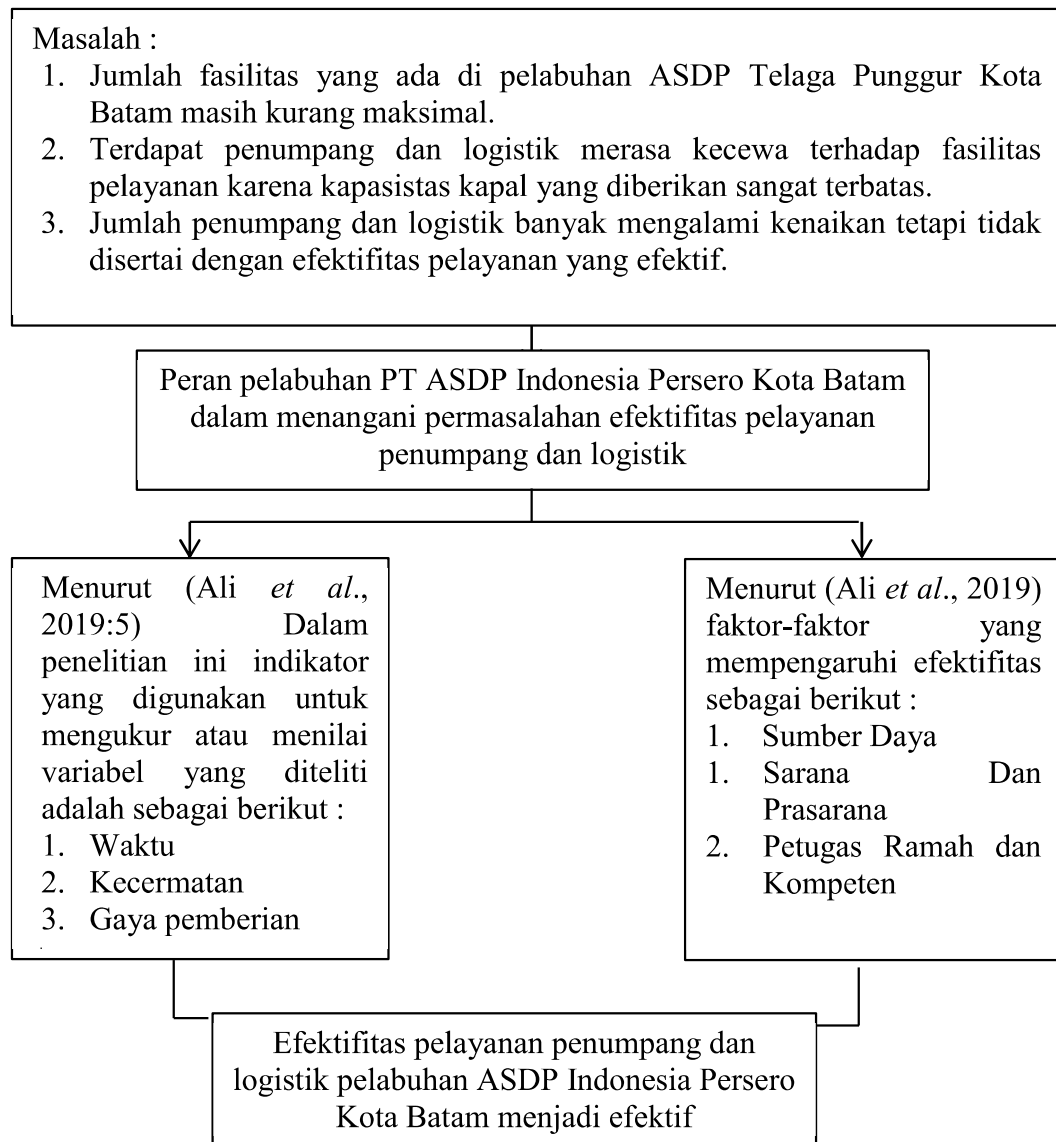 Masalah :
1. Jumlah fasilitas yang ada di pelabuhan ASDP Telaga Punggur Kota
Batam masih kurang maksimal.
2. Terdapat penumpang dan logistik merasa kecewa terhadap fasilitas
pelayanan karena kapasistas kapal yang diberikan sangat terbatas.
3. Jumlah penumpang dan logistik banyak mengalami kenaikan tetapi tidak
disertai dengan efektifitas pelayanan yang efektif.
Peran pelabuhan PT ASDP Indonesia Persero Kota Batam
dalam menangani permasalahan efektifitas pelayanan
penumpang dan logistik
Menurut (Ali et al.,
2019:5) Dalam
penelitian ini indikator
yang digunakan untuk
mengukur atau menilai
variabel yang diteliti
adalah sebagai berikut :
1. Waktu
2. Kecermatan
3. Gaya pemberian
Menurut (Ali et al., 2019)
faktor-faktor yang
mempengaruhi efektifitas
sebagai berikut :
1. Sumber Daya
1. Sarana Dan
Prasarana
2. Petugas Ramah dan
Kompeten
Efektifitas pelayanan penumpang dan
logistik pelabuhan ASDP Indonesia Persero
Kota Batam menjadi efektif